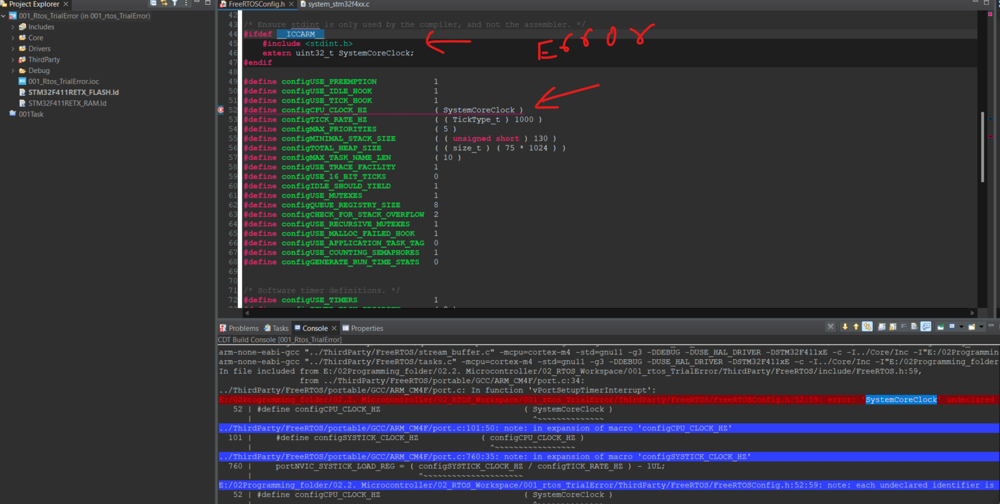 Project Explorer
001_Rtos_TrialError (in 001_rtos_TrialError)
Includes
Core
Drivers
ThirdParty
Debug
001_Rtos_TrialError.ioc
STM32F411RETX_FLASH.ld
STM32F411RETX_RAM.ld
001Task
FreeRTOSConfig.h
system_stm32f4xx.c
42
43 /* Ensure stdint is only used by the compiler, and not the assembler. */
44 #ifdef __ICCARM__
45 #include <stdint.h>
46 extern uint32_t SystemCoreClock;
47 #endif
48
49 #define configUSE_PREEMPTION 1
50 #define configUSE_IDLE_HOOK 1
51 #define configUSE_TICK_HOOK 1
52 #define configCPU_CLOCK_HZ ( SystemCoreClock )
53 #define configTICK_RATE_HZ ( ( TickType_t ) 1000 )
54 #define configMAX_PRIORITIES ( 5 )
55 #define configMINIMAL_STACK_SIZE ( ( unsigned short ) 130 )
56 #define configTOTAL_HEAP_SIZE ( ( size_t ) ( 75 * 1024 ) )
57 #define configMAX_TASK_NAME_LEN ( 10 )
58 #define configUSE_TRACE_FACILITY 1
59 #define configUSE_16_BIT_TICKS 0
60 #define configIDLE_SHOULD_YIELD 1
61 #define configUSE_MUTEXES 1
62 #define configQUEUE_REGISTRY_SIZE 8
63 #define configCHECK_FOR_STACK_OVERFLOW 2
64 #define configUSE_RECURSIVE_MUTEXES 1
65 #define configUSE_MALLOC_FAILED_HOOK 1
66 #define configUSE_APPLICATION_TASK_TAG 0
67 #define configUSE_COUNTING_SEMAPHORES 1
68 #define configGENERATE_RUN_TIME_STATS 0
69
70
71 /* Software timer definitions. */
72 #define configUSE_TIMERS 1
Error
Problems Tasks Console Properties
CDT Build Console [001_Rtos_TrialError]
arm-none-eabi-gcc "../ThirdParty/FreeRTOS/stream_buffer.c" -mcpu=cortex-m4 -std=gnu11 -g3 -DDEBUG -DUSE_HAL_DRIVER -DSTM32F411xE -c -I../Core/Inc -I"E:/02Programmin
arm-none-eabi-gcc "../ThirdParty/FreeRTOS/tasks.c" -mcpu=cortex-m4 -std=gnu11 -g3 -DDEBUG -DUSE_HAL_DRIVER -DSTM32F411xE -c -I../Core/Inc -I"E:/02Programming_folder
In file included from E:/02Programming_folder/02.2. Microcontroller/02_RTOS_Workspace/001_rtos_TrialError/ThirdParty/FreeRTOS/include/FreeRTOS.h:59,
from ../ThirdParty/FreeRTOS/portable/GCC/ARM_CM4F/port.c:34:
../ThirdParty/FreeRTOS/portable/GCC/ARM_CM4F/port.c: In function 'vPortSetupTimerInterrupt':
E:/02Programming_folder/02.2. Microcontroller/02_RTOS_Workspace/001_rtos_TrialError/ThirdParty/FreeRTOS/FreeRTOSConfig.h:52:59: error: 'SystemCoreClock' undeclared
52 | #define configCPU_CLOCK_HZ ( SystemCoreClock )
| ^~~~~~~~~~~~~~~
../ThirdParty/FreeRTOS/portable/GCC/ARM_CM4F/port.c:101:50: note: in expansion of macro 'configCPU_CLOCK_HZ'
101 | #define configSYSTICK_CLOCK_HZ ( configCPU_CLOCK_HZ )
| ^~~~~~~~~~~~~~~~~~
../ThirdParty/FreeRTOS/portable/GCC/ARM_CM4F/port.c:760:35: note: in expansion of macro 'configSYSTICK_CLOCK_HZ'
760 | portNVIC_SYSTICK_LOAD_REG = ( configSYSTICK_CLOCK_HZ / configTICK_RATE_HZ ) - 1UL;
| ^~~~~~~~~~~~~~~~~~~~~~
E:/02Programming_folder/02.2. Microcontroller/02_RTOS_Workspace/001_rtos_TrialError/ThirdParty/FreeRTOS/FreeRTOSConfig.h:52:59: note: each undeclared identifier is
52 | #define configCPU_CLOCK_HZ ( SystemCoreClock )